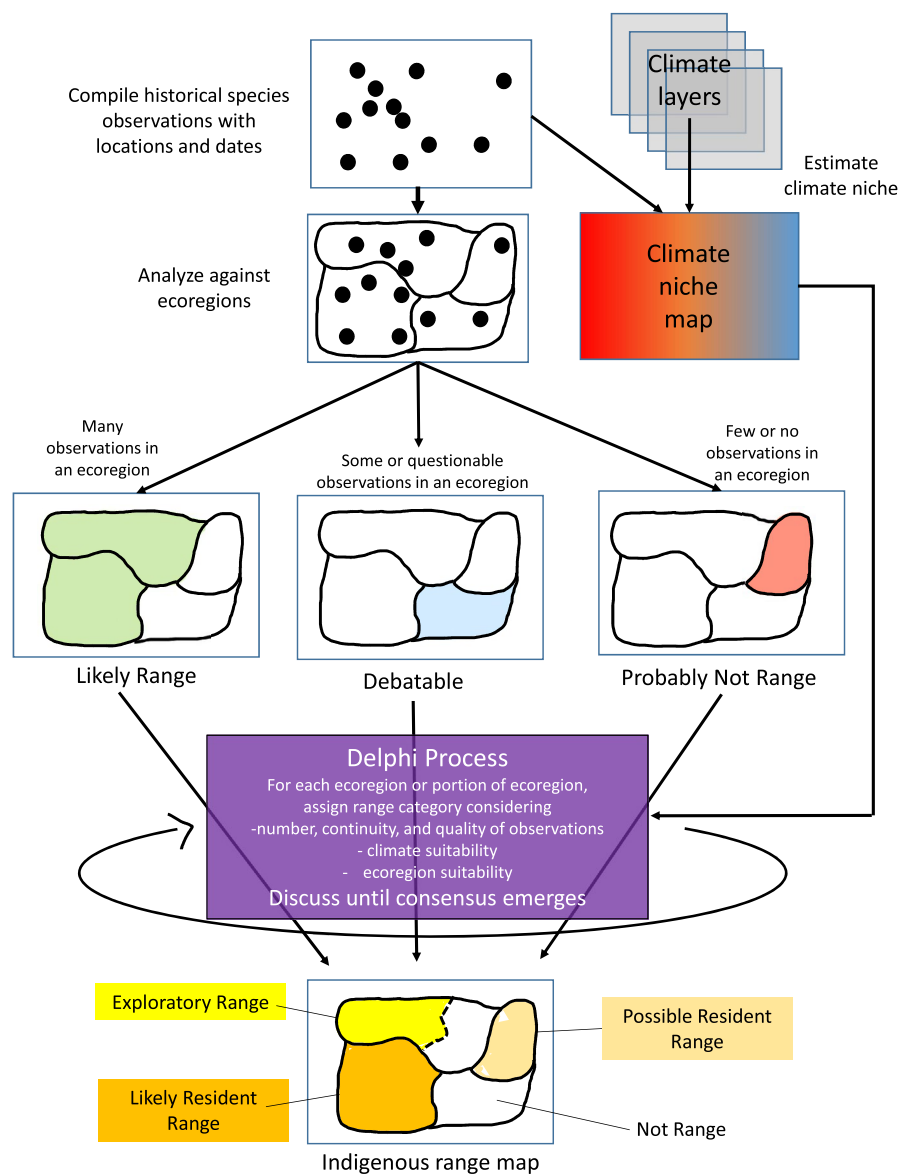 Compile historical species
observations with
locations and dates
Climate
layers
Estimate
climate niche
Analyze against
ecoregions
Climate
niche
map
Many
observations in
an ecoregion
Some or questionable
observations in an ecoregion
Few or no
observations in
an ecoregion
Likely Range
Debatable
Probably Not Range
Delphi Process
For each ecoregion or portion of ecoregion,
assign range category considering
-number, continuity, and quality of observations
- climate suitability
- ecoregion suitability
Discuss until consensus emerges
Exploratory Range
Possible Resident
Range
Likely Resident
Range
Not Range
Indigenous range map